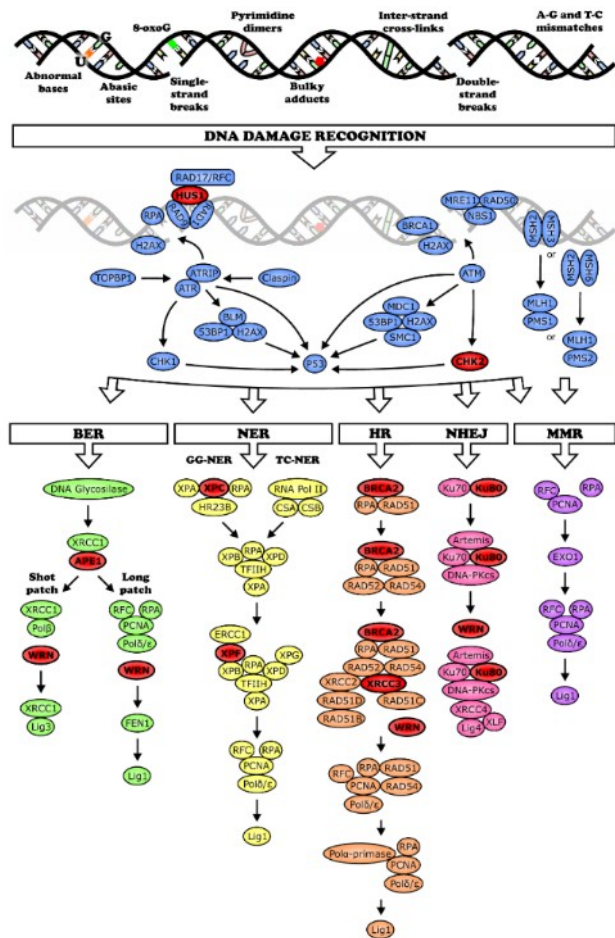 8-oxoG
Pyrimidine dimers
Inter-strand cross-links
A-G and T-C mismatches
G
U
Abnormal bases
Abasic sites
Single-strand breaks
Bulky adducts
Double-strand breaks
DNA DAMAGE RECOGNITION
RAD17/RFC
HUS1
RPA
RAD9
RAD1
H2AX
MRE11
RAD50
NBS1
BRCA1
H2AX
MSH2
MSH3
or
MSH2
MSH6
TOPBP1
ATRIP
ATR
Claspin
ATM
BLM
53BP1
H2AX
MDC1
53BP1
H2AX
SMC1
MLH1
PMS1
or
MLH1
PMS2
CHK1
P53
CHK2
BER
NER
HR
NHEJ
MMR
GG-NER
TC-NER
DNA Glycosilase
XRCC1
APE1
Shot patch
Long patch
XRCC1
Polβ
WRN
XRCC1
Lig3
RFC
RPA
PCNA
Polδ/ε
WRN
FEN1
Lig1
XPA
XPC
RPA
HR23B
RNA Pol II
CSA
CSB
XPB
RPA
XPD
TFIIH
XPA
ERCC1
XPF
XPG
XPB
RPA
XPD
TFIIH
XPA
RFC
RPA
PCNA
Polδ/ε
Lig1
BRCA2
RPA
RAD51
BRCA2
RPA
RAD51
RAD52
RAD54
BRCA2
RPA
RAD51
RAD52
RAD54
XRCC2
XRCC3
RAD51D
RAD51C
RAD51B
WRN
RFC
RPA
RAD51
PCNA
RAD54
Polδ/ε
Polα-primase
RPA
PCNA
Polδ/ε
Lig1
Ku70
Ku80
Artemis
Ku70
Ku80
DNA-PKcs
WRN
Artemis
Ku70
Ku80
DNA-PKcs
XRCC4
Lig4
XLF
RFC
RPA
PCNA
EXO1
RFC
RPA
PCNA
Polδ/ε
Lig1